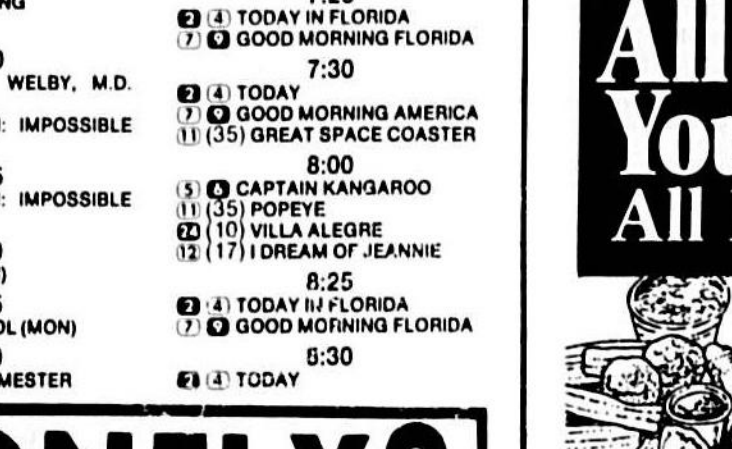 WELBY, M.D.
IMPOSSIBLE
IMPOSSIBLE
(MON)
2 (4) TODAY IN FLORIDA
(7) 9 GOOD MORNING FLORIDA
7:30
2 (4) TODAY
(7) 9 GOOD MORNING AMERICA
11 (35) GREAT SPACE COASTER
8:00
(5) 6 CAPTAIN KANGAROO
11 (35) POPEYE
24 (10) VILLA ALEGRE
12 (17) I DREAM OF JEANNIE
8:25
2 (4) TODAY IN FLORIDA
(7) 9 GOOD MORNING FLORIDA
8:30
2 (4) TODAY
All
You
All